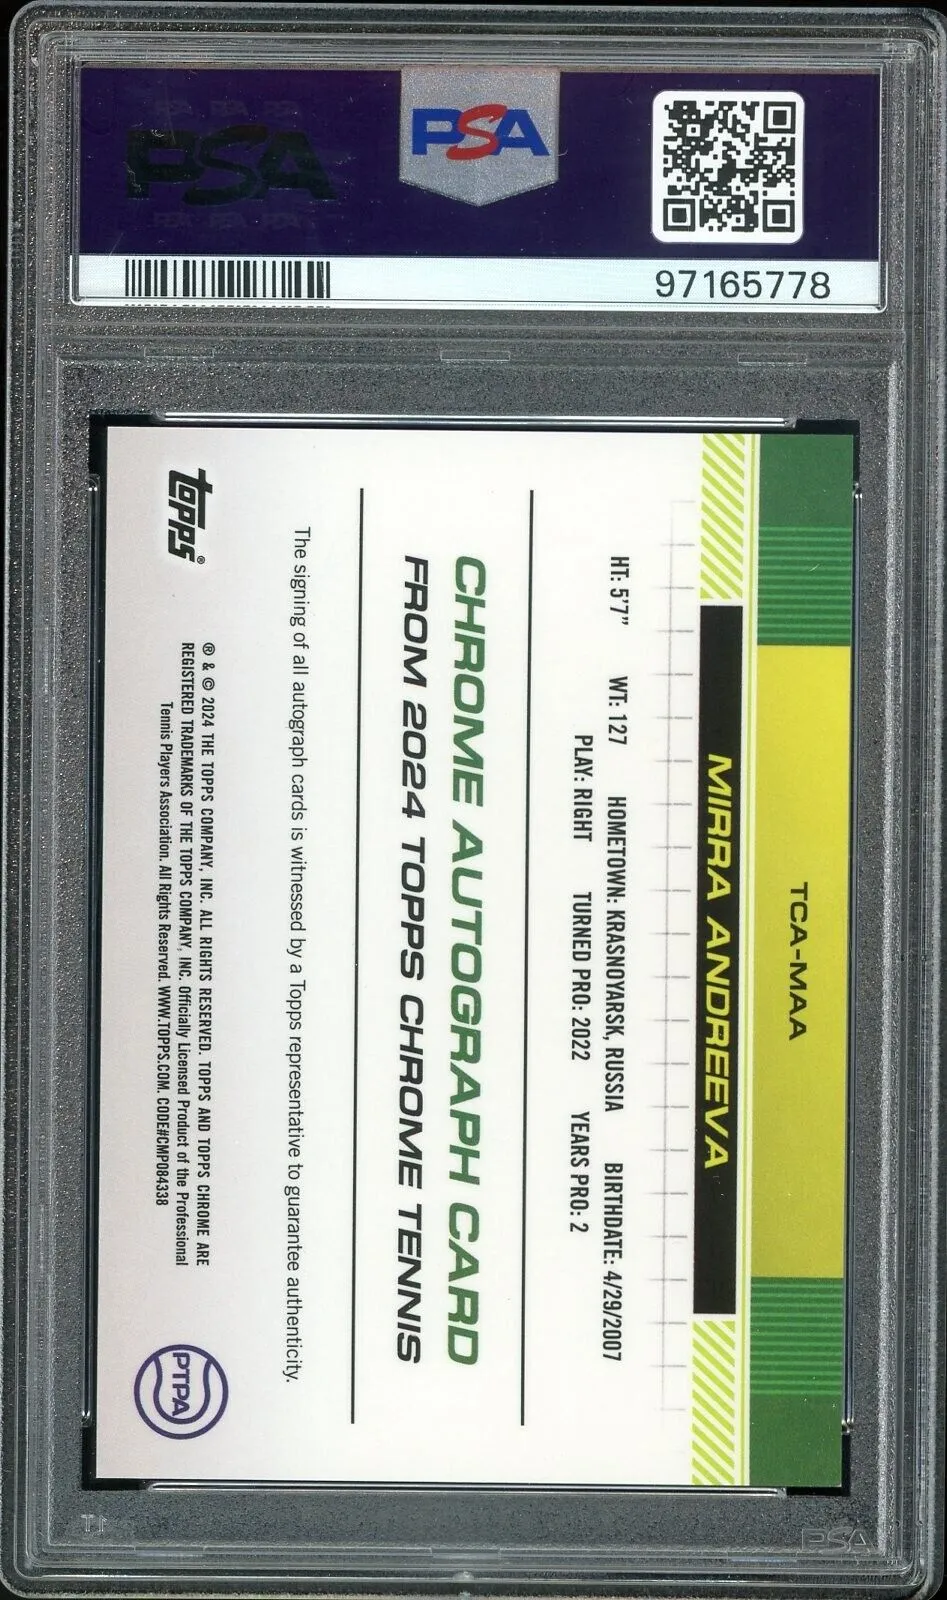 PSA
PSA
97165778
TCA-MAA
MIRRA ANDREEVA
HT: 5'7" WT: 127 HOMETOWN: KRASNOYARSK, RUSSIA BIRTHDATE: 4/29/2007
PLAY: RIGHT TURNED PRO: 2022 YEARS PRO: 2
CHROME AUTOGRAPH CARD
FROM 2024 TOPPS CHROME TENNIS
The signing of all autograph cards is witnessed by a Topps representative to guarantee authenticity.
topps®
® & © 2024 THE TOPPS COMPANY, INC. ALL RIGHTS RESERVED. TOPPS AND TOPPS CHROME ARE
REGISTERED TRADEMARKS OF THE TOPPS COMPANY, INC. Officially Licensed Product of the Professional
Tennis Players Association. All Rights Reserved. WWW.TOPPS.COM. CODE#CMP084338
PTPA
PSA